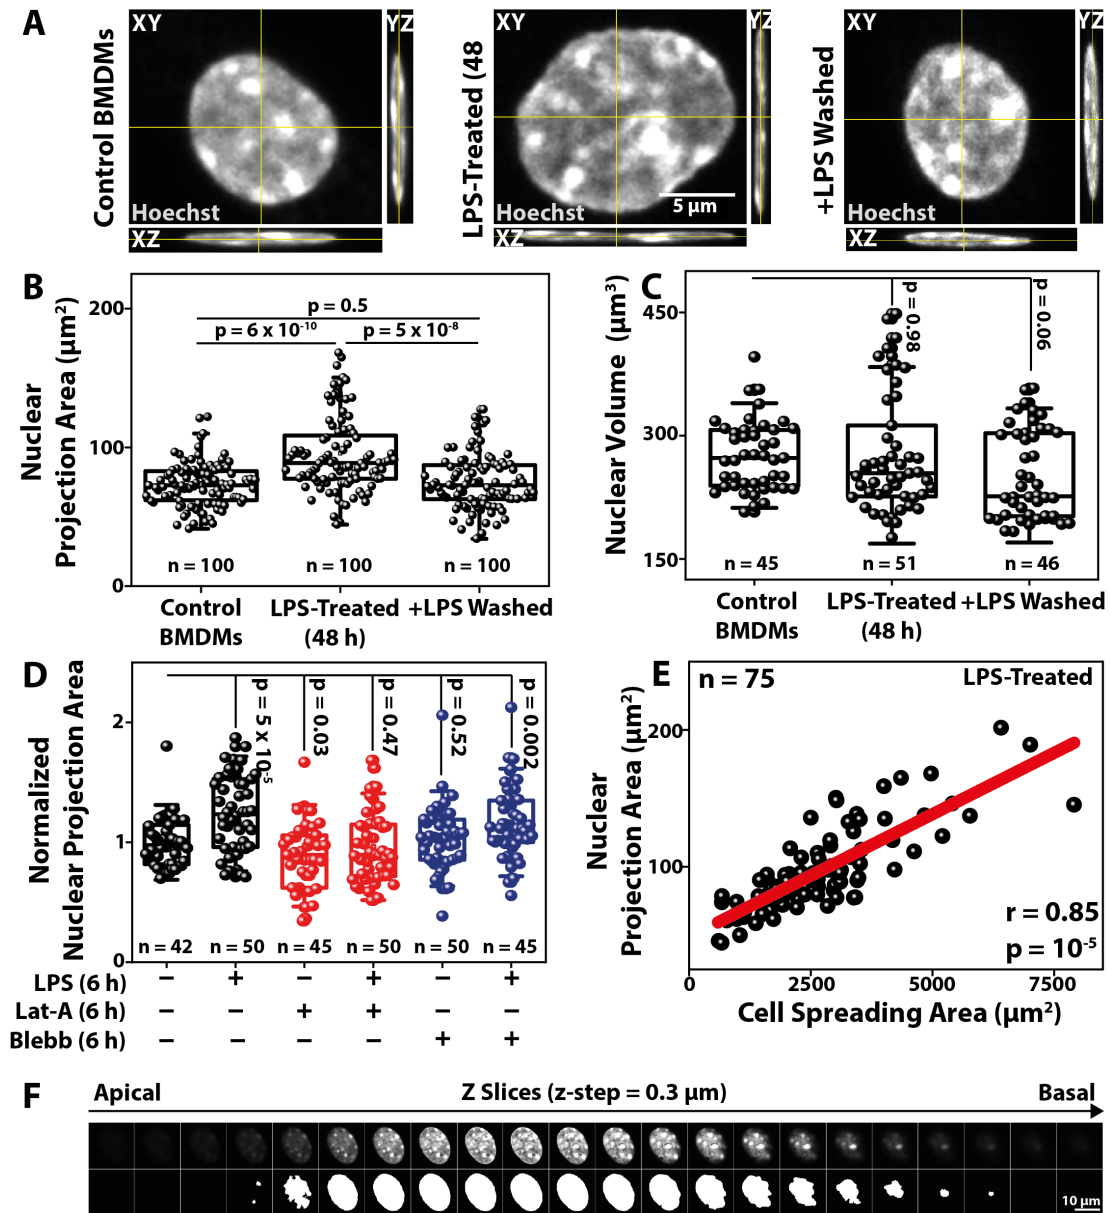 A
Control BMDMs
XY
YZ
Hoechst
XZ
LPS-Treated (48
XY
YZ
Hoechst
5 µm
XZ
+LPS Washed
XY
YZ
Hoechst
XZ
B
Nuclear
Projection Area (µm²)
200
100
0
p = 0.5
p = 6 x 10⁻¹⁰
p = 5 x 10⁻⁸
n = 100
n = 100
n = 100
Control
BMDMs
LPS-Treated
(48 h)
+LPS Washed
C
Nuclear Volume (µm³)
450
300
150
p = 0.98
p = 0.06
n = 45
n = 51
n = 46
Control
BMDMs
LPS-Treated
(48 h)
+LPS Washed
D
Normalized
Nuclear Projection Area
2
1
0
p = 5 x 10⁻⁵
p = 0.03
p = 0.47
p = 0.52
p = 0.002
n = 42
n = 50
n = 45
n = 50
n = 50
n = 45
LPS (6 h) − + − + − +
Lat-A (6 h) − − + + − −
Blebb (6 h) − − − − + +
E
n = 75
LPS-Treated
Nuclear
Projection Area (µm²)
200
100
r = 0.85
p = 10⁻⁵
0 2500 5000 7500
Cell Spreading Area (µm²)
F
Apical
Z Slices (z-step = 0.3 µm)
Basal
10 µm